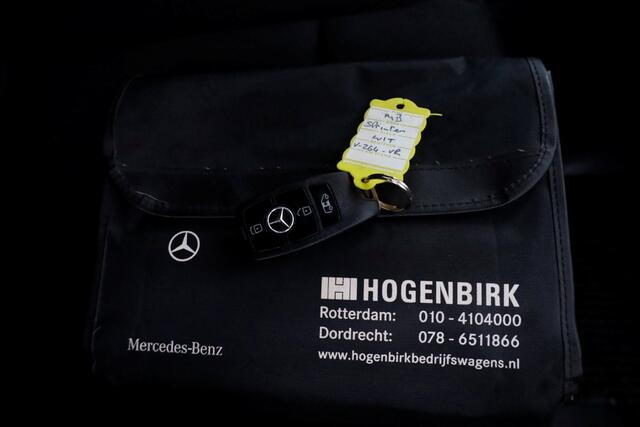 MB
Sprinter
WIT
V-264-VR
HOGENBIRK
Rotterdam: 010 - 4104000
Dordrecht: 078 - 6511866
www.hogenbirkbedrijfswagens.nl
Mercedes-Benz